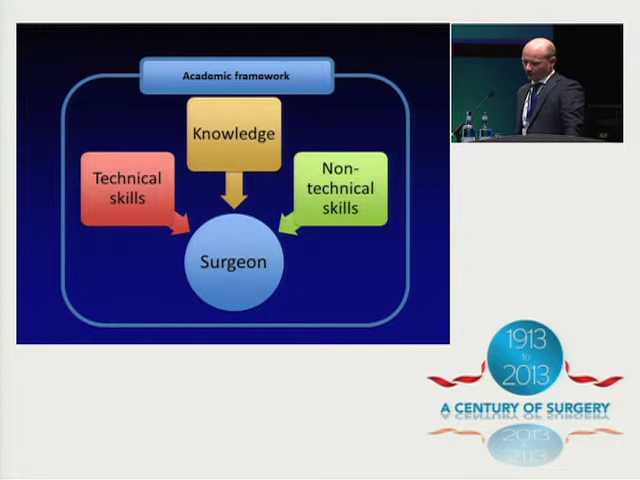 Academic framework
Knowledge
Technical
skills
Non-
technical
skills
Surgeon
1913
to
2013
A CENTURY OF SURGERY